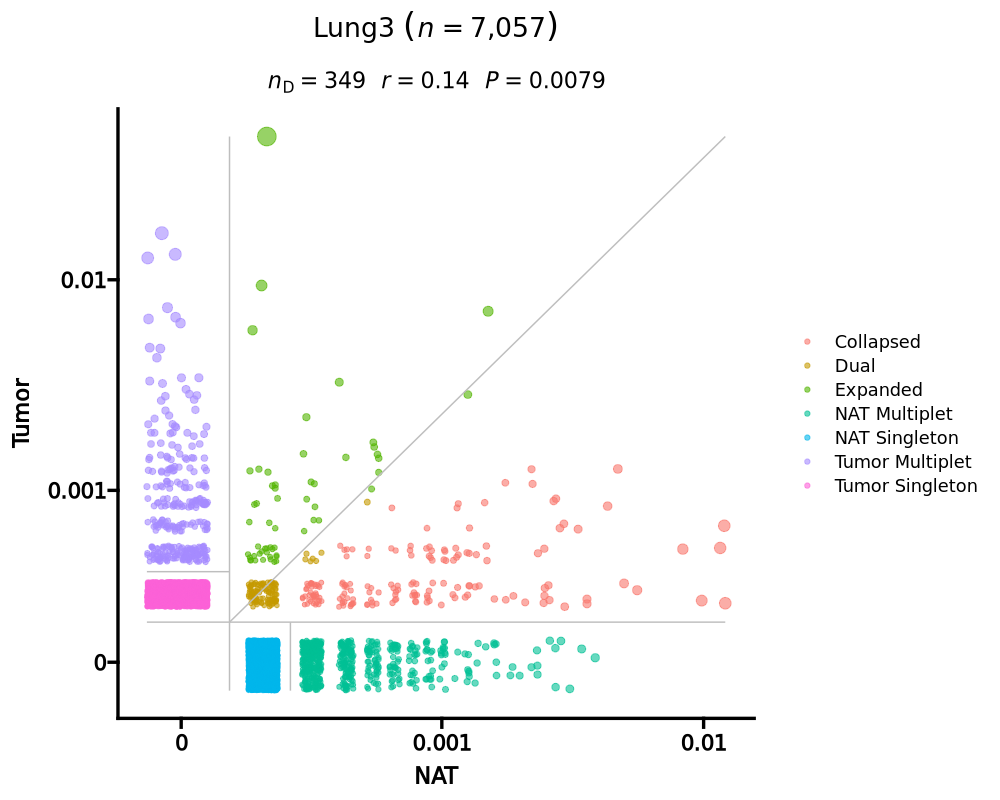 Lung3 (n = 7,057)
n_D = 349 r = 0.14 P = 0.0079
Tumor
0.01
0.001
0
0
0.001
0.01
NAT
Collapsed
Dual
Expanded
NAT Multiplet
NAT Singleton
Tumor Multiplet
Tumor Singleton